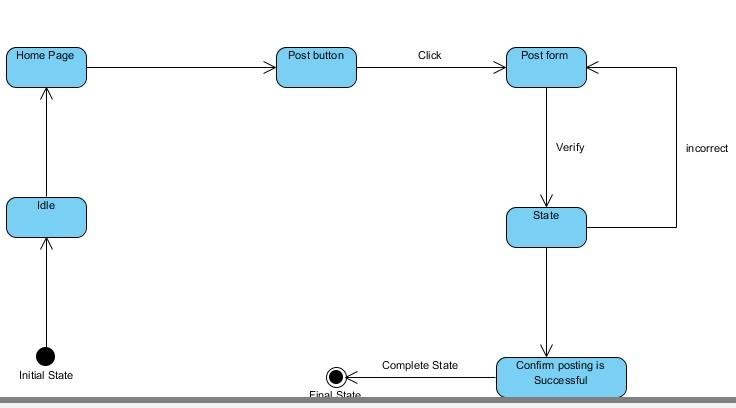 Home Page
Post button
Click
Post form
Verify
incorrect
Idle
State
Initial State
Complete State
Confirm posting is
Successful
Final State